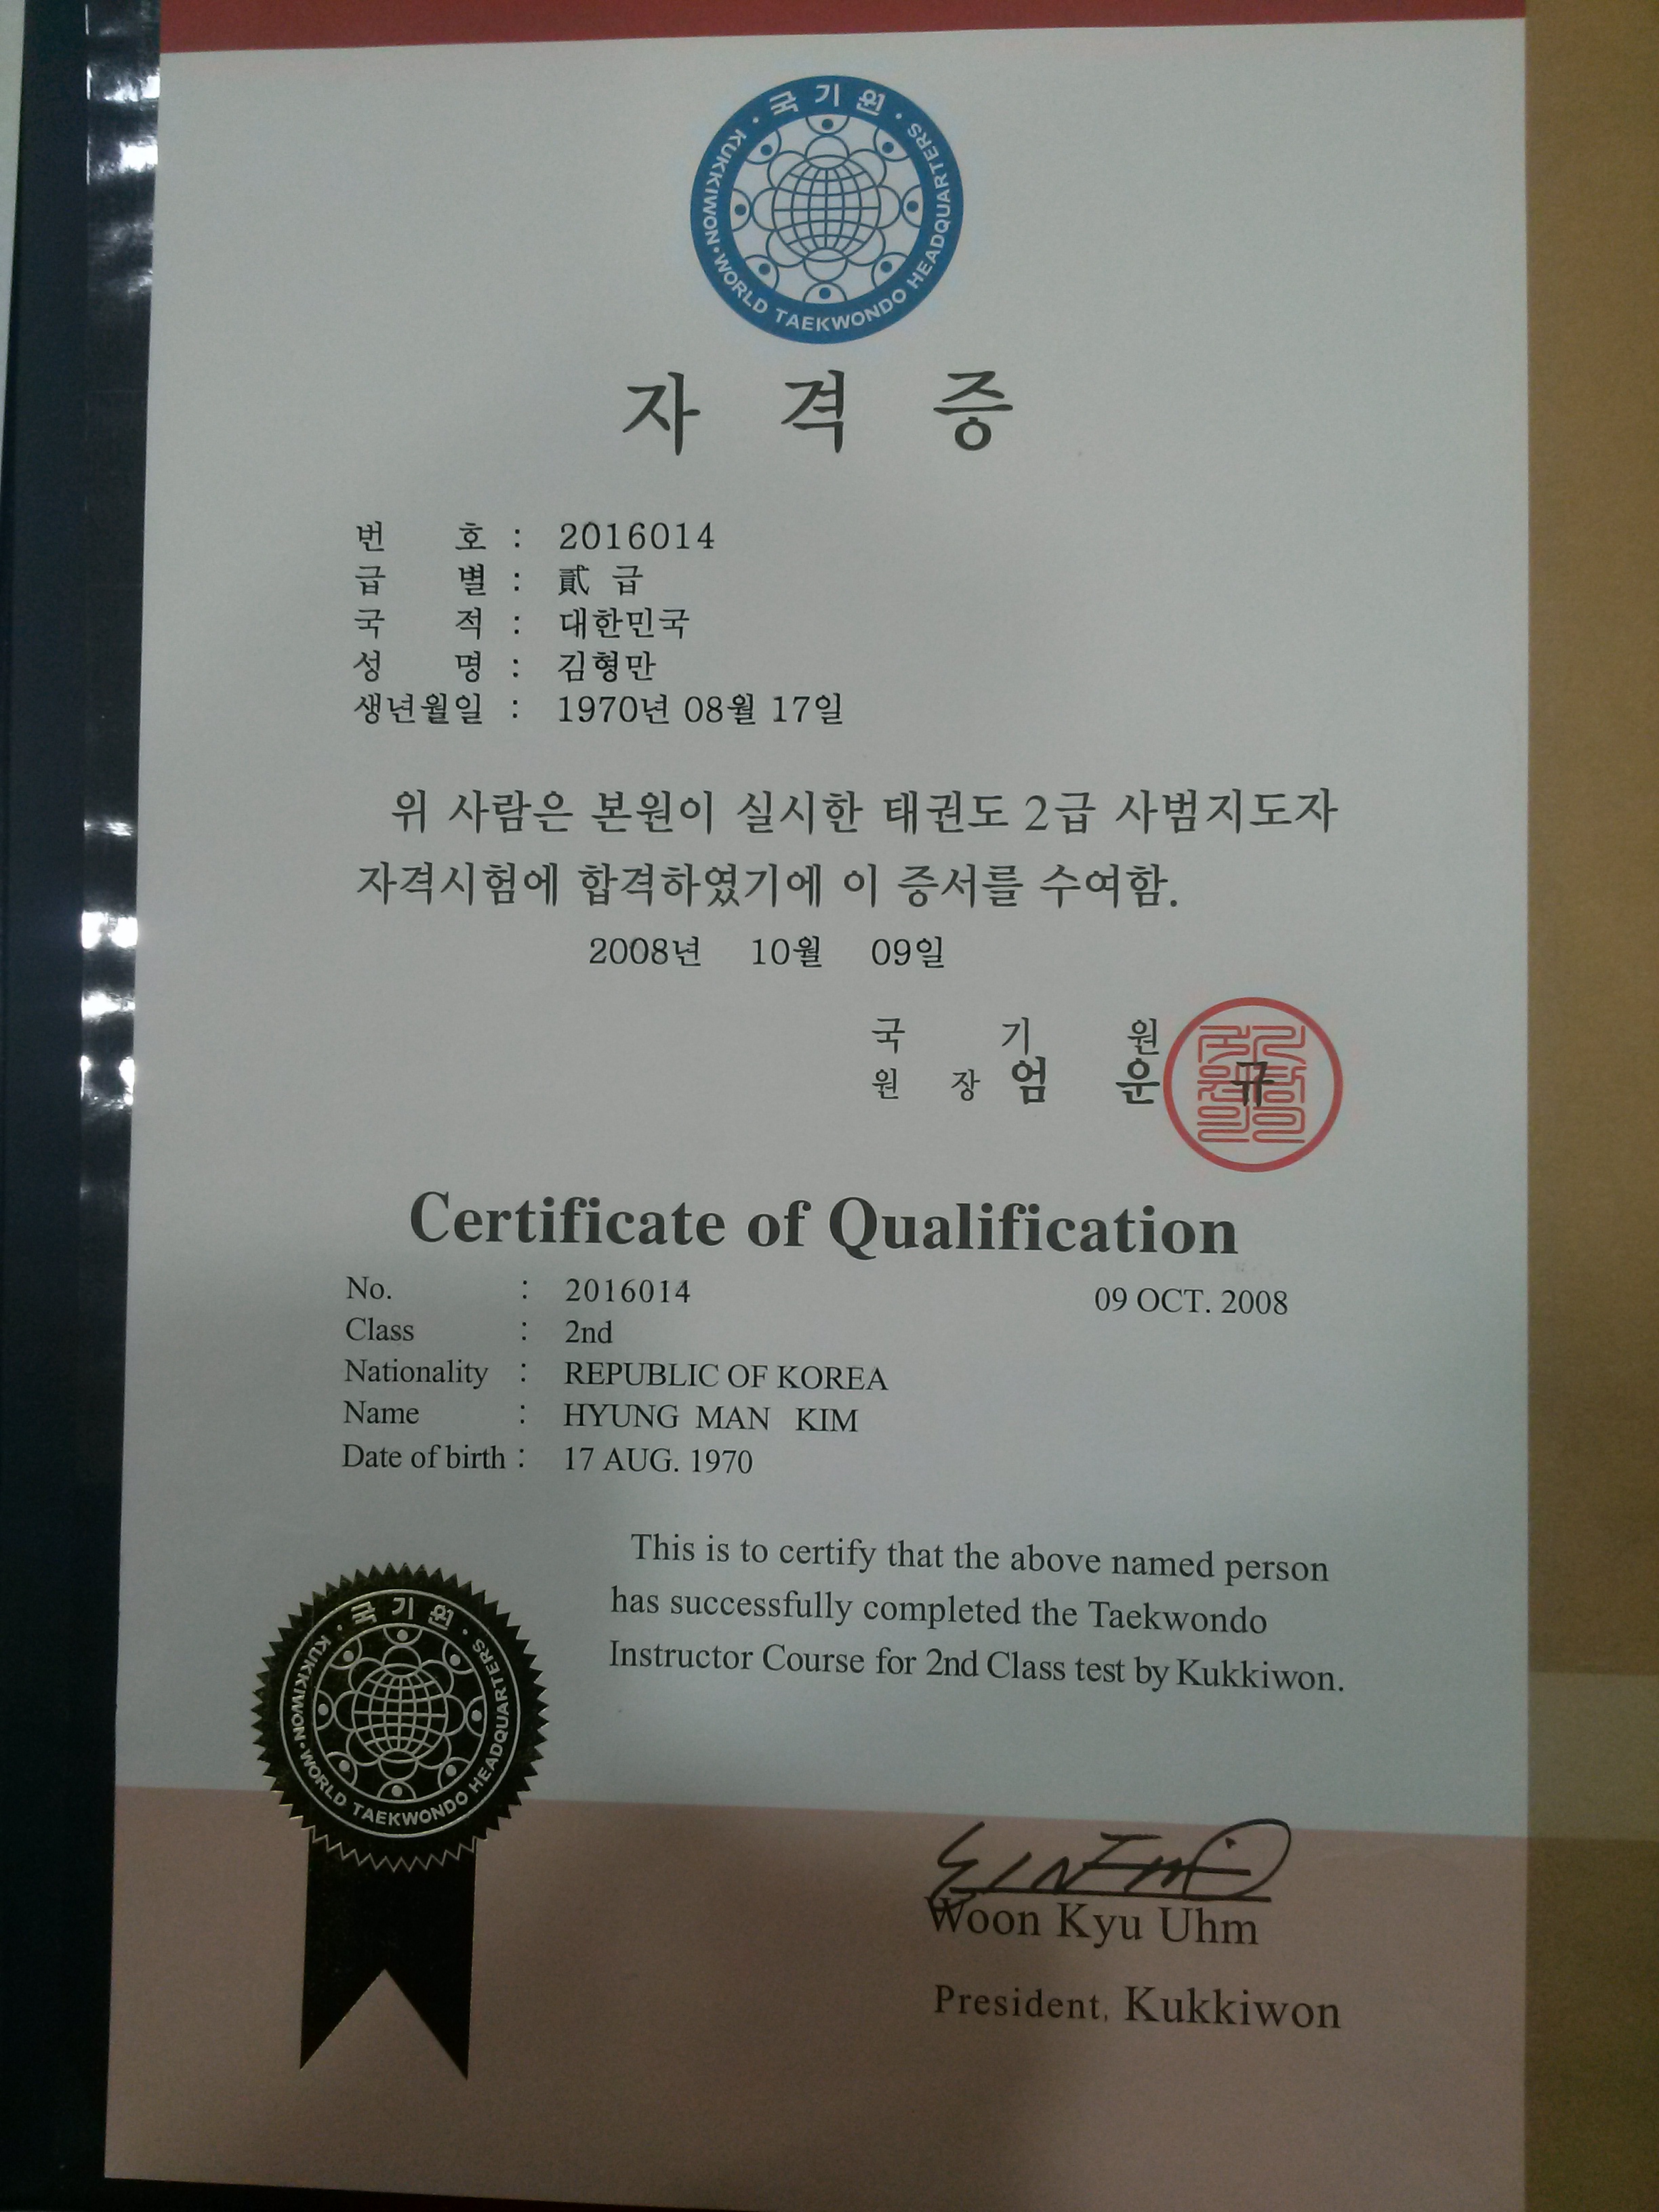 국기원
KUKKIWON·WORLD TAEKWONDO HEADQUARTERS
자 격 증
번 호 : 2016014
급 별 : 貳 급
국 적 : 대한민국
성 명 : 김형만
생년월일 : 1970년 08월 17일
위 사람은 본원이 실시한 태권도 2급 사범지도자
자격시험에 합격하였기에 이 증서를 수여함.
2008년 10월 09일
국 기 원
원 장 엄 운 규
Certificate of Qualification
No. : 2016014
09 OCT. 2008
Class : 2nd
Nationality : REPUBLIC OF KOREA
Name : HYUNG MAN KIM
Date of birth : 17 AUG. 1970
This is to certify that the above named person
has successfully completed the Taekwondo
Instructor Course for 2nd Class test by Kukkiwon.
국기원
KUKKIWON·WORLD TAEKWONDO HEADQUARTERS
Woon Kyu Uhm
President, Kukkiwon